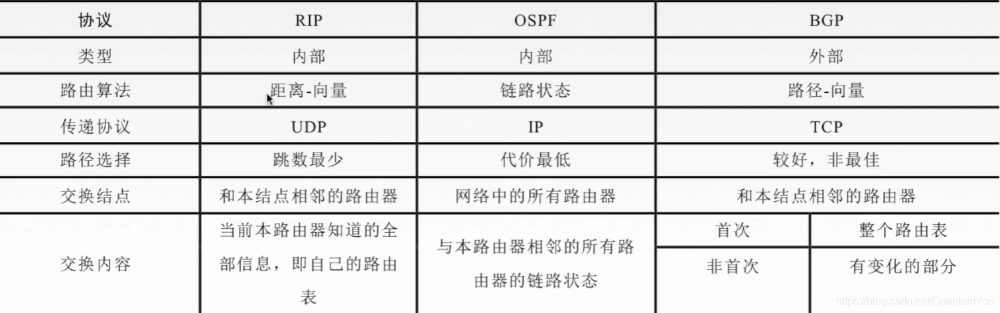 协议 RIP OSPF BGP
类型 内部 内部 外部
路由算法 距离-向量 链路状态 路径-向量
传递协议 UDP IP TCP
路径选择 跳数最少 代价最低 较好，非最佳
交换结点 和本结点相邻的路由器 网络中的所有路由器 和本结点相邻的路由器
交换内容
当前本路由器知道的全
部信息，即自己的路由
表
与本路由器相邻的所有路
由器的链路状态
首次 整个路由表
非首次 有变化的部分
https://blog.csdn.net/QuantumYou